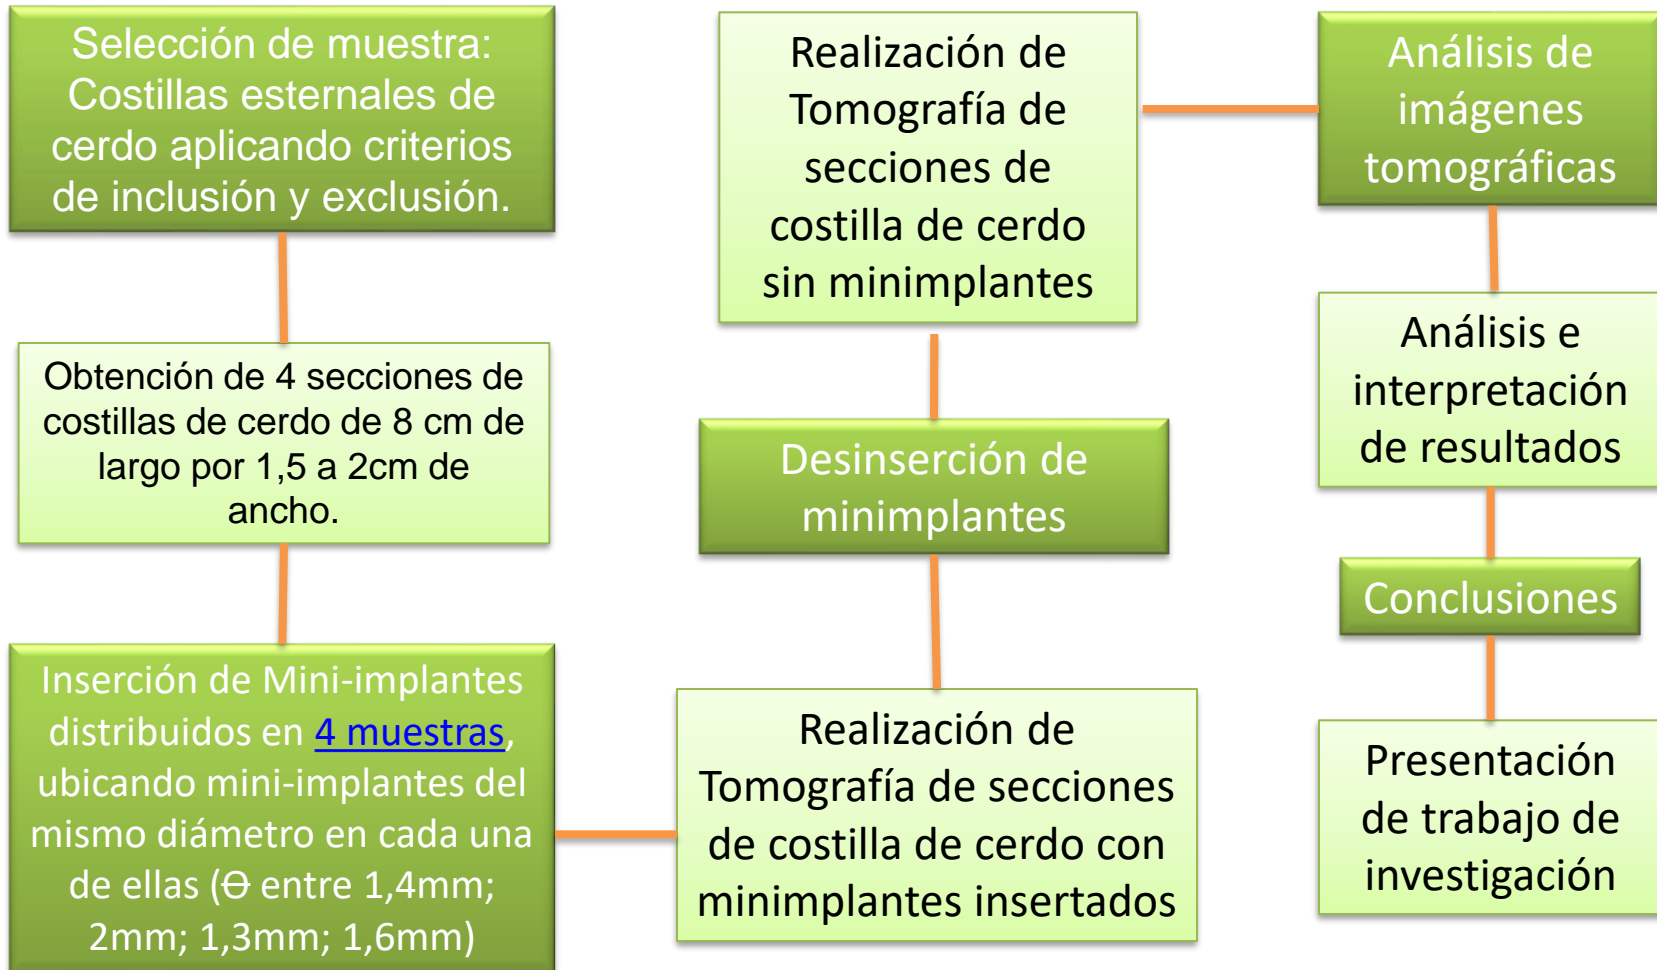 Selección de muestra:
Costillas esternales de
cerdo aplicando criterios
de inclusión y exclusión.
Obtención de 4 secciones de
costillas de cerdo de 8 cm de
largo por 1,5 a 2cm de
ancho.
Inserción de Mini-implantes
distribuidos en 4 muestras,
ubicando mini-implantes del
mismo diámetro en cada una
de ellas (Ɵ entre 1,4mm;
2mm; 1,3mm; 1,6mm)
Realización de
Tomografía de secciones
de costilla de cerdo con
minimplantes insertados
Desinserción de
minimplantes
Realización de
Tomografía de
secciones de
costilla de cerdo
sin minimplantes
Análisis de
imágenes
tomográficas
Análisis e
interpretación
de resultados
Conclusiones
Presentación
de trabajo de
investigación